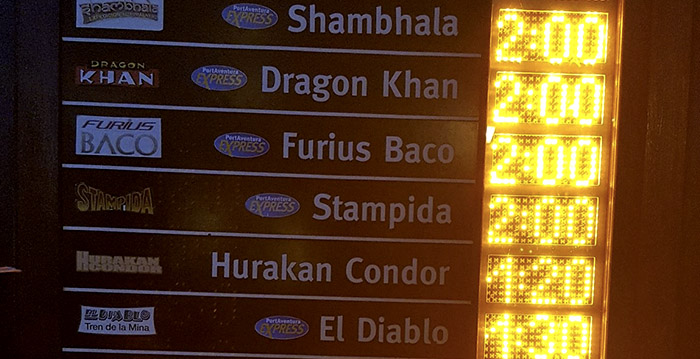 Shambhala
PortAventura
EXPRESS
Shambhala
2:00
DRAGON
KHAN
PortAventura
EXPRESS
Dragon Khan
2:00
FURIUS
BACO
PortAventura
EXPRESS
Furius Baco
2:00
STAMPIDA
PortAventura
EXPRESS
Stampida
2:00
HURAKAN
CONDOR
Hurakan Condor
1:20
EL DIABLO
Tren de la Mina
PortAventura
EXPRESS
El Diablo